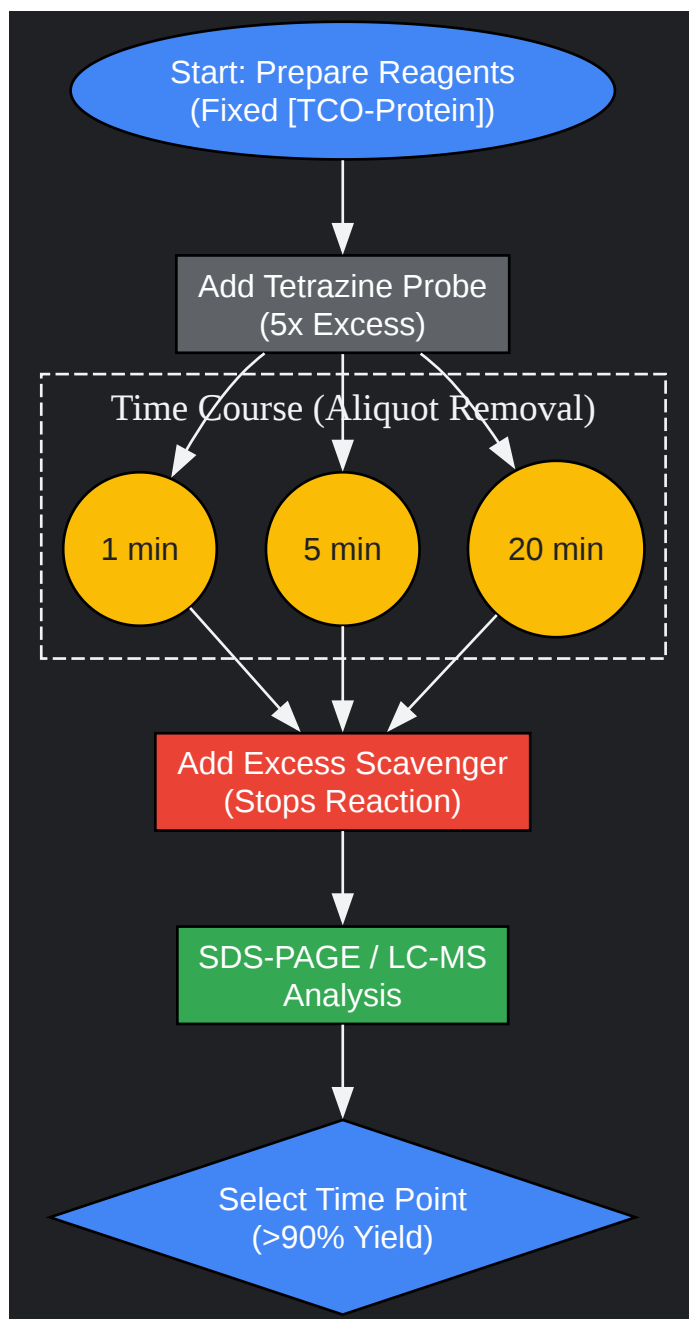 Start: Prepare Reagents
(Fixed [TCO-Protein])
Add Tetrazine Probe
(5x Excess)
Time Course (Aliquot Removal)
1 min
5 min
20 min
Add Excess Scavenger
(Stops Reaction)
SDS-PAGE / LC-MS
Analysis
Select Time Point
(>90% Yield)